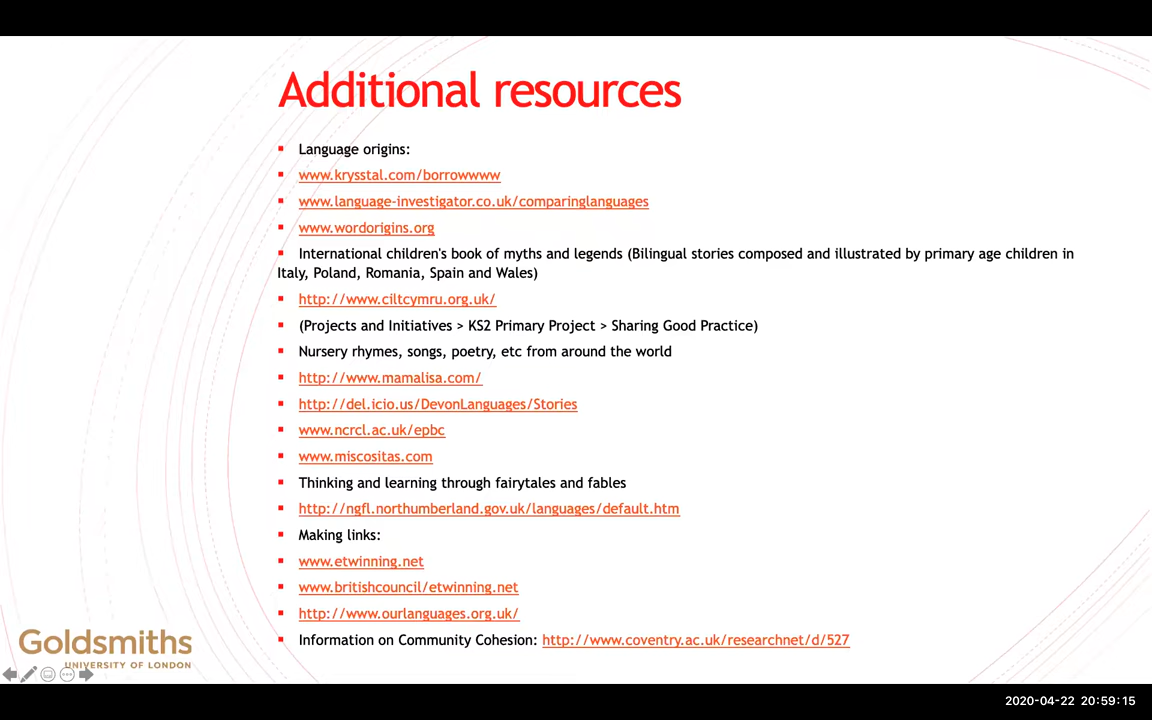 Additional resources
Language origins:
www.krysstal.com/borrowwww
www.language-investigator.co.uk/comparinglanguages
www.wordorigins.org
International children's book of myths and legends (Bilingual stories composed and illustrated by primary age children in
Italy, Poland, Romania, Spain and Wales)
http://www.ciltcymru.org.uk/
(Projects and Initiatives > KS2 Primary Project > Sharing Good Practice)
Nursery rhymes, songs, poetry, etc from around the world
http://www.mamalisa.com/
http://del.icio.us/DevonLanguages/Stories
www.ncrcl.ac.uk/epbc
www.miscositas.com
Thinking and learning through fairytales and fables
http://ngfl.northumberland.gov.uk/languages/default.htm
Making links:
www.etwinning.net
www.britishcouncil/etwinning.net
http://www.ourlanguages.org.uk/
Information on Community Cohesion: http://www.coventry.ac.uk/researchnet/d/527
Goldsmiths
UNIVERSITY OF LONDON
2020-04-22 20:59:15